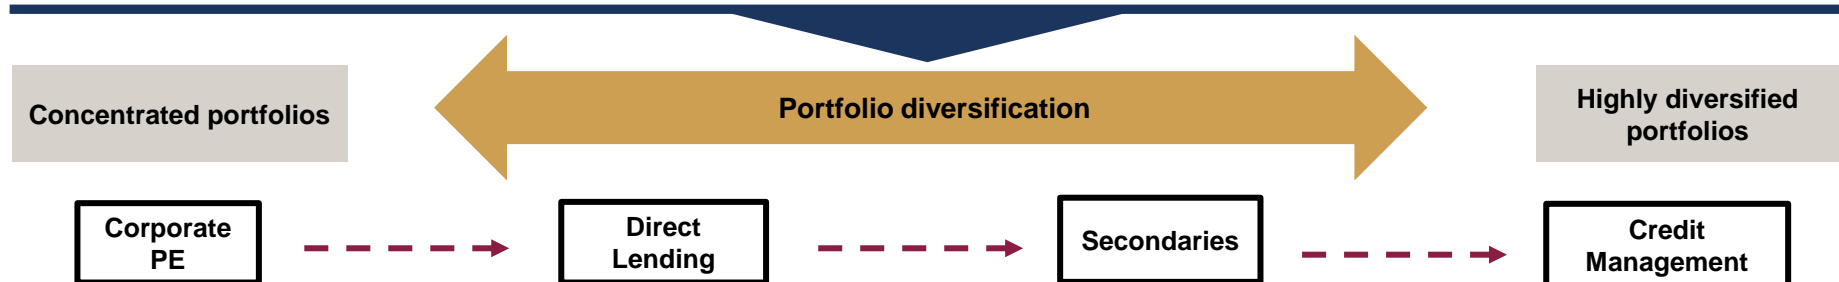 Concentrated portfolios
Portfolio diversification
Highly diversified
portfolios
Corporate
PE
Direct
Lending
Secondaries
Credit
Management